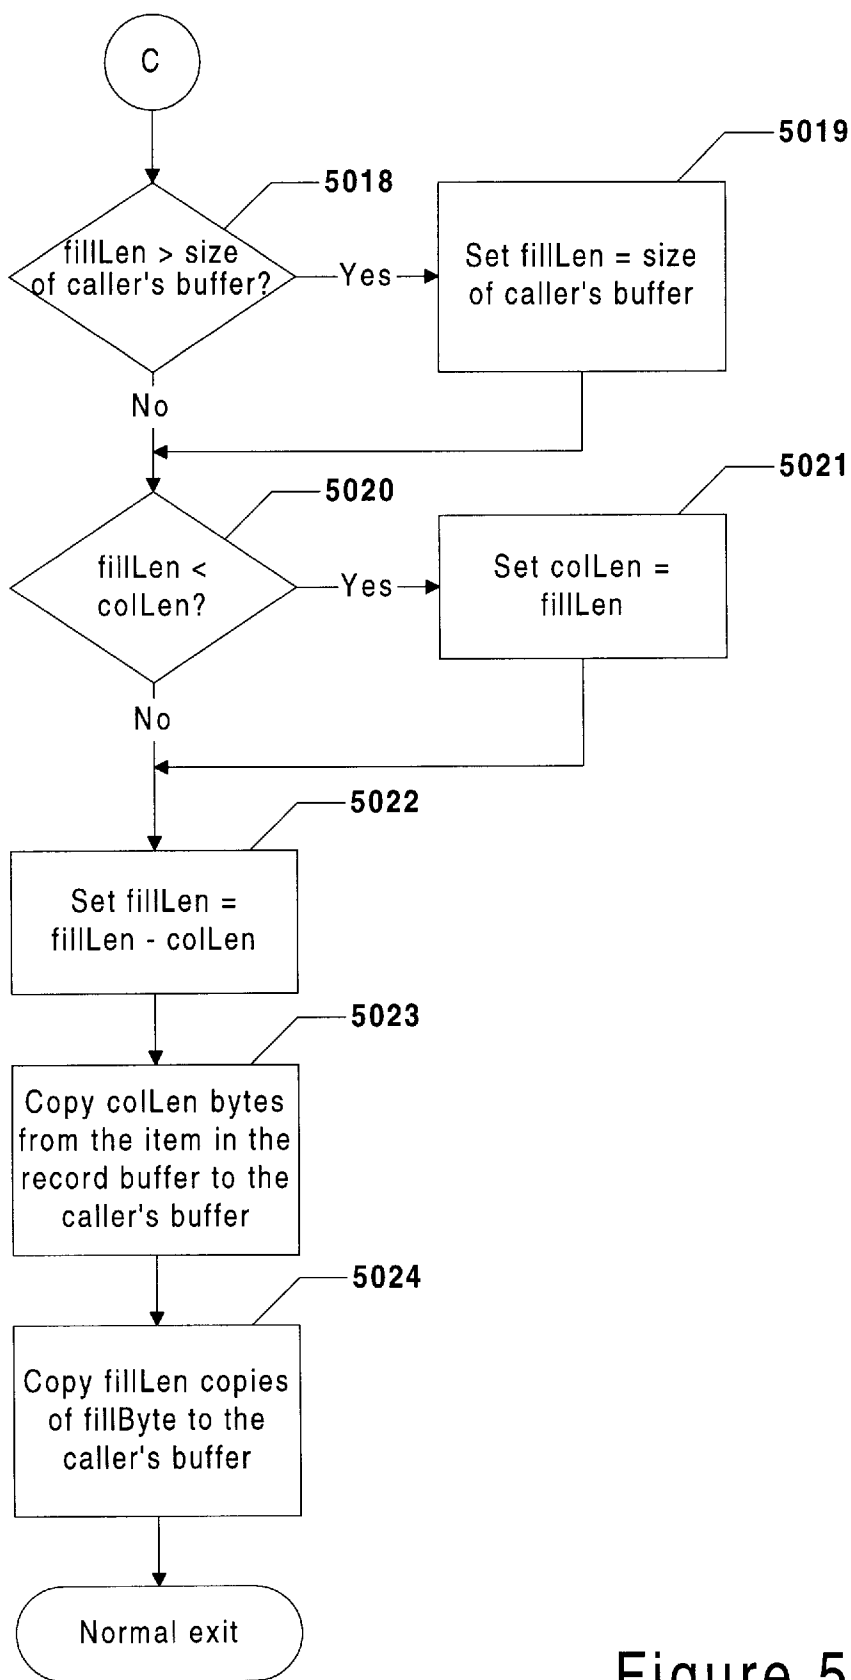 C
5018
fillLen > size
of caller's buffer?
Yes
5019
Set fillLen = size
of caller's buffer
No
5020
fillLen <
colLen?
Yes
5021
Set colLen =
fillLen
No
5022
Set fillLen =
fillLen - colLen
5023
Copy colLen bytes
from the item in the
record buffer to the
caller's buffer
5024
Copy fillLen copies
of fillByte to the
caller's buffer
Normal exit
Figure 5